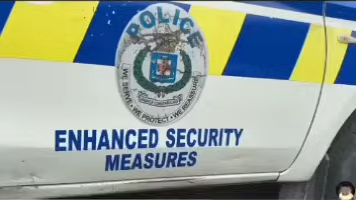 POLICE
WE SERVE • WE PROTECT • WE REASSURE
ENHANCED SECURITY
MEASURES